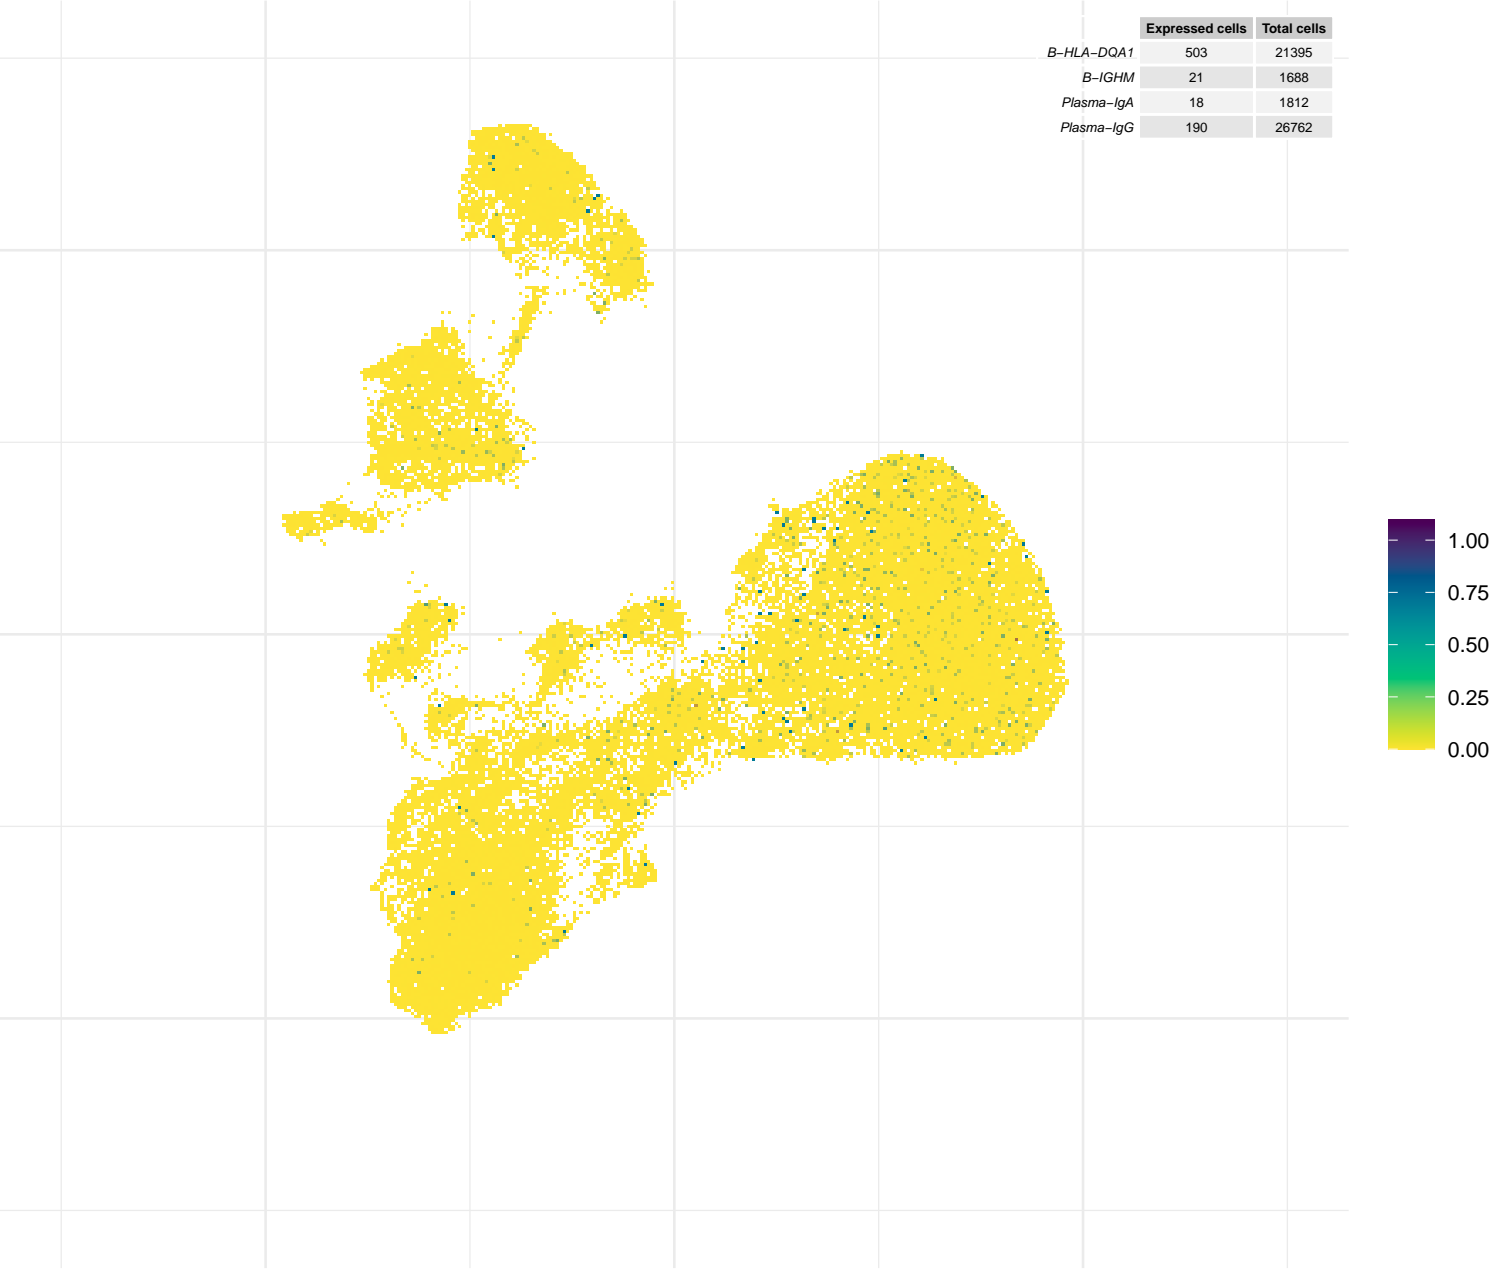 Expressed cells Total cells
B−HLA−DQA1 503 21395
B−IGHM 21 1688
Plasma−IgA 18 1812
Plasma−IgG 190 26762
1.00
0.75
0.50
0.25
0.00